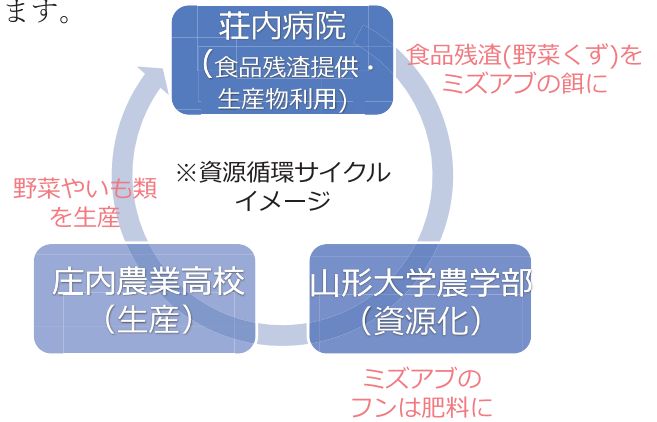 ます。
荘内病院
(食品残渣提供・
生産物利用)
食品残渣(野菜くず)を
ミズアブの餌に
※資源循環サイクル
イメージ
野菜やいも類
を生産
庄内農業高校
（生産）
山形大学農学部
（資源化）
ミズアブの
フンは肥料に